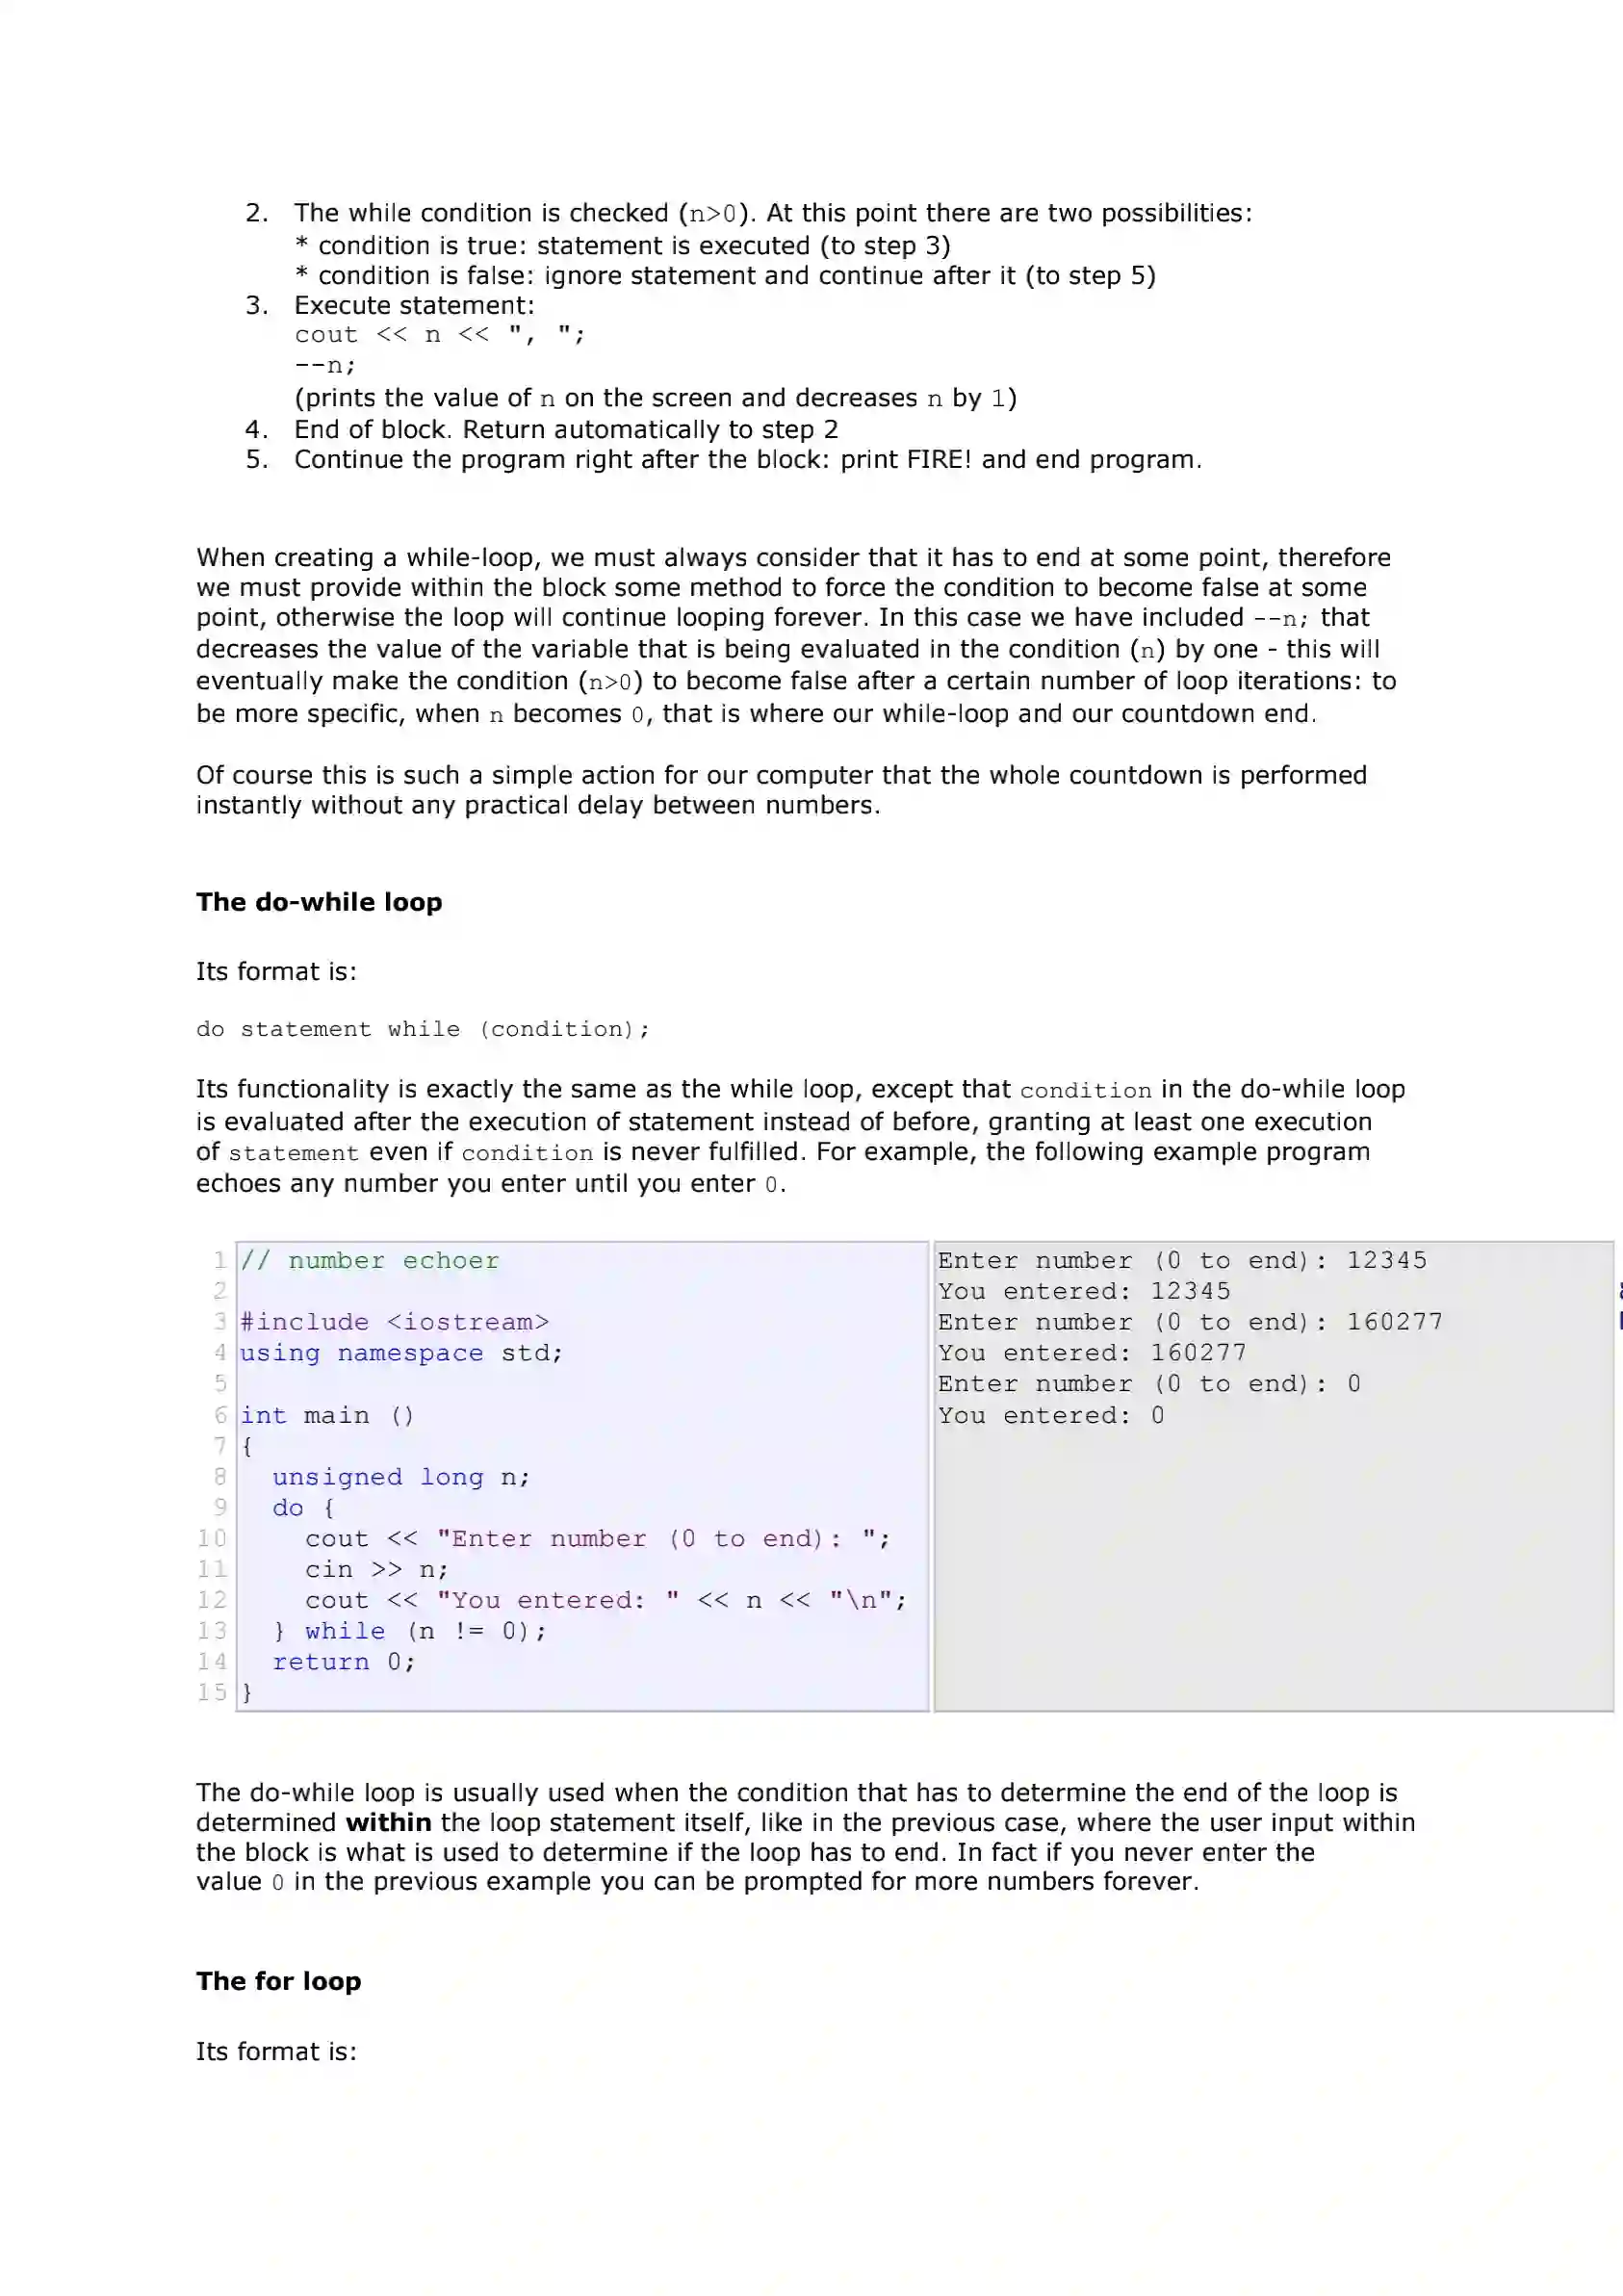 2. The while condition is checked (n>0). At this point there are two possibilities:
* condition is true: statement is executed (to step 3)
* condition is false: ignore statement and continue after it (to step 5)
3. Execute statement:
cout << n << ", ";
--n;
(prints the value of n on the screen and decreases n by 1)
4. End of block. Return automatically to step 2
5. Continue the program right after the block: print FIRE! and end program.
When creating a while-loop, we must always consider that it has to end at some point, therefore
we must provide within the block some method to force the condition to become false at some
point, otherwise the loop will continue looping forever. In this case we have included --n; that
decreases the value of the variable that is being evaluated in the condition (n) by one - this will
eventually make the condition (n>0) to become false after a certain number of loop iterations: to
be more specific, when n becomes 0, that is where our while-loop and our countdown end.
Of course this is such a simple action for our computer that the whole countdown is performed
instantly without any practical delay between numbers.
The do-while loop
Its format is:
do statement while (condition);
Its functionality is exactly the same as the while loop, except that condition in the do-while loop
is evaluated after the execution of statement instead of before, granting at least one execution
of statement even if condition is never fulfilled. For example, the following example program
echoes any number you enter until you enter 0.
1 // number echoer
2
3 #include <iostream>
4 using namespace std;
5
6 int main ()
7 {
8 unsigned long n;
9 do {
10 cout << "Enter number (0 to end): ";
11 cin >> n;
12 cout << "You entered: " << n << "\n";
13 } while (n != 0);
14 return 0;
15 }
Enter number (0 to end): 12345
You entered: 12345
Enter number (0 to end): 160277
You entered: 160277
Enter number (0 to end): 0
You entered: 0
The do-while loop is usually used when the condition that has to determine the end of the loop is
determined within the loop statement itself, like in the previous case, where the user input within
the block is what is used to determine if the loop has to end. In fact if you never enter the
value 0 in the previous example you can be prompted for more numbers forever.
The for loop
Its format is: